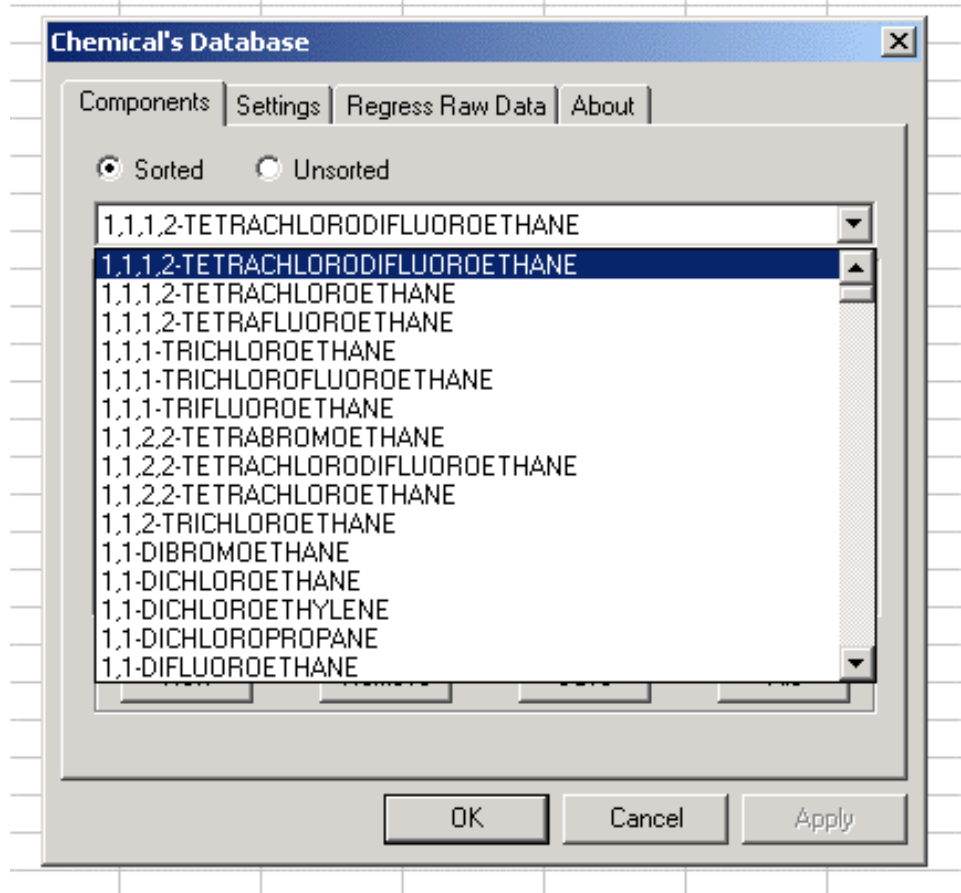 Chemical's Database
Components Settings Regress Raw Data About
Sorted Unsorted
1,1,1,2-TETRACHLORODIFLUOROETHANE
1,1,1,2-TETRACHLORODIFLUOROETHANE
1,1,1,2-TETRACHLOROETHANE
1,1,1,2-TETRAFLUOROETHANE
1,1,1-TRICHLOROETHANE
1,1,1-TRICHLOROFLUOROETHANE
1,1,1-TRIFLUOROETHANE
1,1,2,2-TETRABROMOETHANE
1,1,2,2-TETRACHLORODIFLUOROETHANE
1,1,2,2-TETRACHLOROETHANE
1,1,2-TRICHLOROETHANE
1,1-DIBROMOETHANE
1,1-DICHLOROETHANE
1,1-DICHLOROETHYLENE
1,1-DICHLOROPROPANE
1,1-DIFLUOROETHANE
OK Cancel Apply